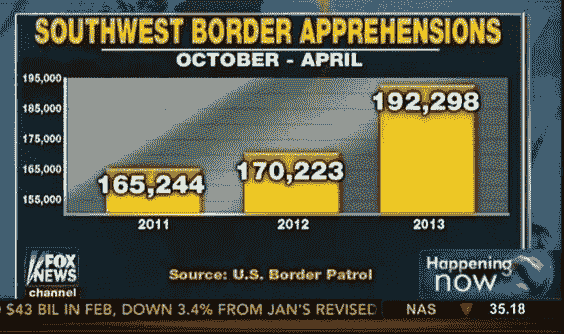 SOUTHWEST BORDER APPREHENSIONS
OCTOBER - APRIL
195,000
185,000
175,000
165,000
155,000
165,244
170,223
192,298
2011
2012
2013
FOX
NEWS
channel
Source: U.S. Border Patrol
Happening
now
$43 BIL IN FEB, DOWN 3.4% FROM JAN'S REVISED
NAS ▼ 35.18